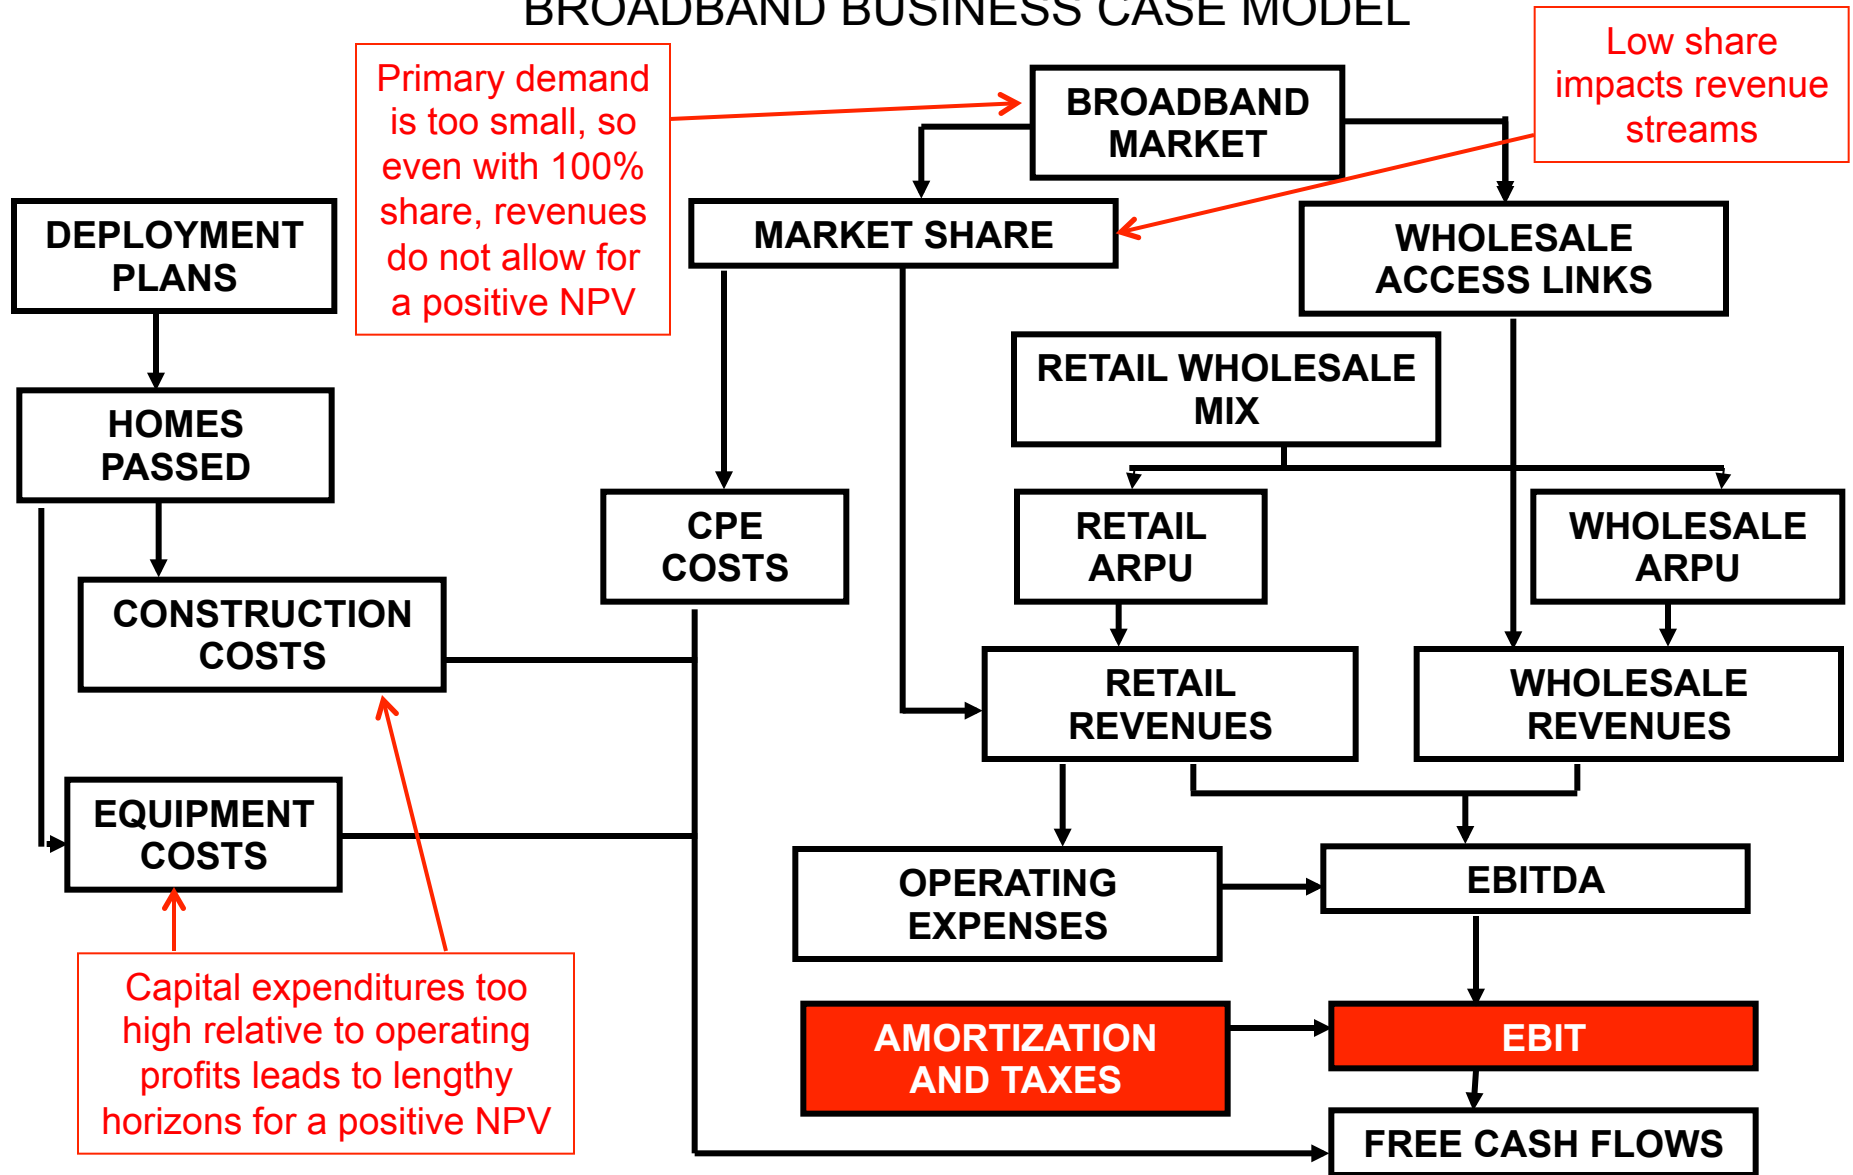 BROADBAND BUSINESS CASE MODEL
Primary demand
is too small, so
even with 100%
share, revenues
do not allow for
a positive NPV
BROADBAND
MARKET
Low share
impacts revenue
streams
DEPLOYMENT
PLANS
MARKET SHARE
WHOLESALE
ACCESS LINKS
RETAIL WHOLESALE
MIX
HOMES
PASSED
CPE
COSTS
RETAIL
ARPU
WHOLESALE
ARPU
CONSTRUCTION
COSTS
RETAIL
REVENUES
WHOLESALE
REVENUES
EQUIPMENT
COSTS
OPERATING
EXPENSES
EBITDA
Capital expenditures too
high relative to operating
profits leads to lengthy
horizons for a positive NPV
AMORTIZATION
AND TAXES
EBIT
FREE CASH FLOWS